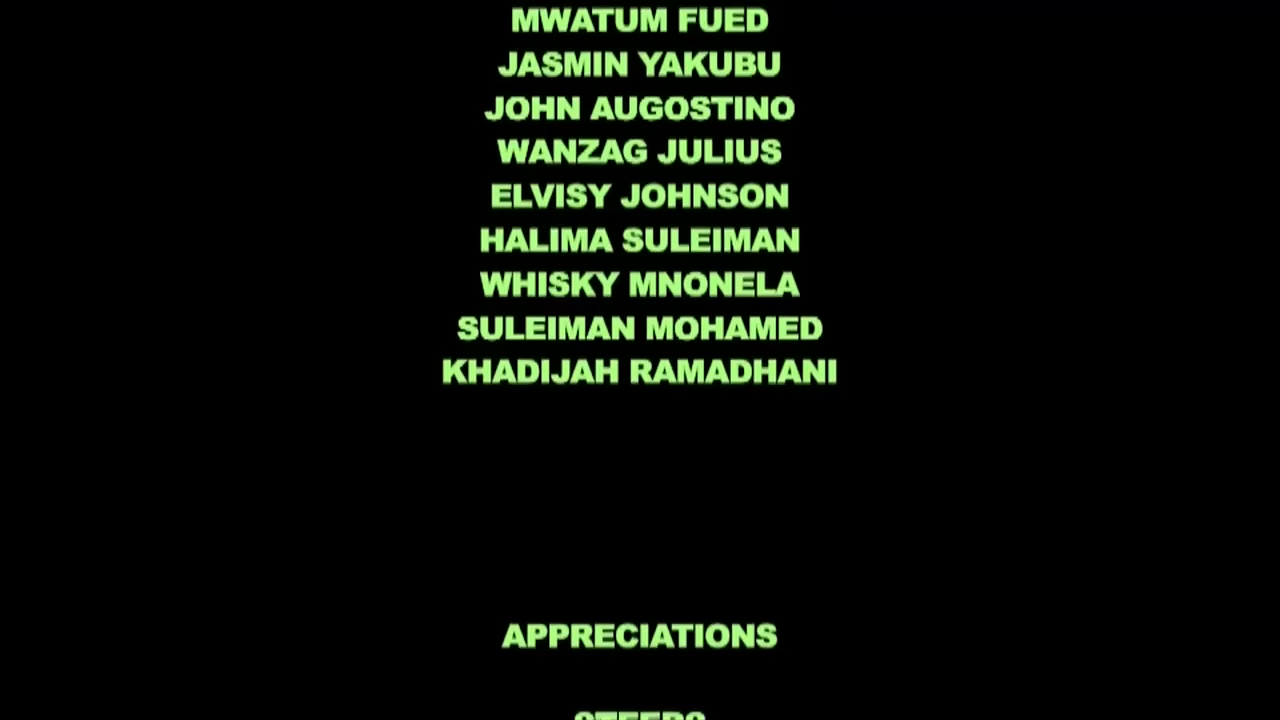 MWATUM FUED
JASMIN YAKUBU
JOHN AUGOSTINO
WANZAG JULIUS
ELVISY JOHNSON
HALIMA SULEIMAN
WHISKY MNONELA
SULEIMAN MOHAMED
KHADIJAH RAMADHANI
APPRECIATIONS